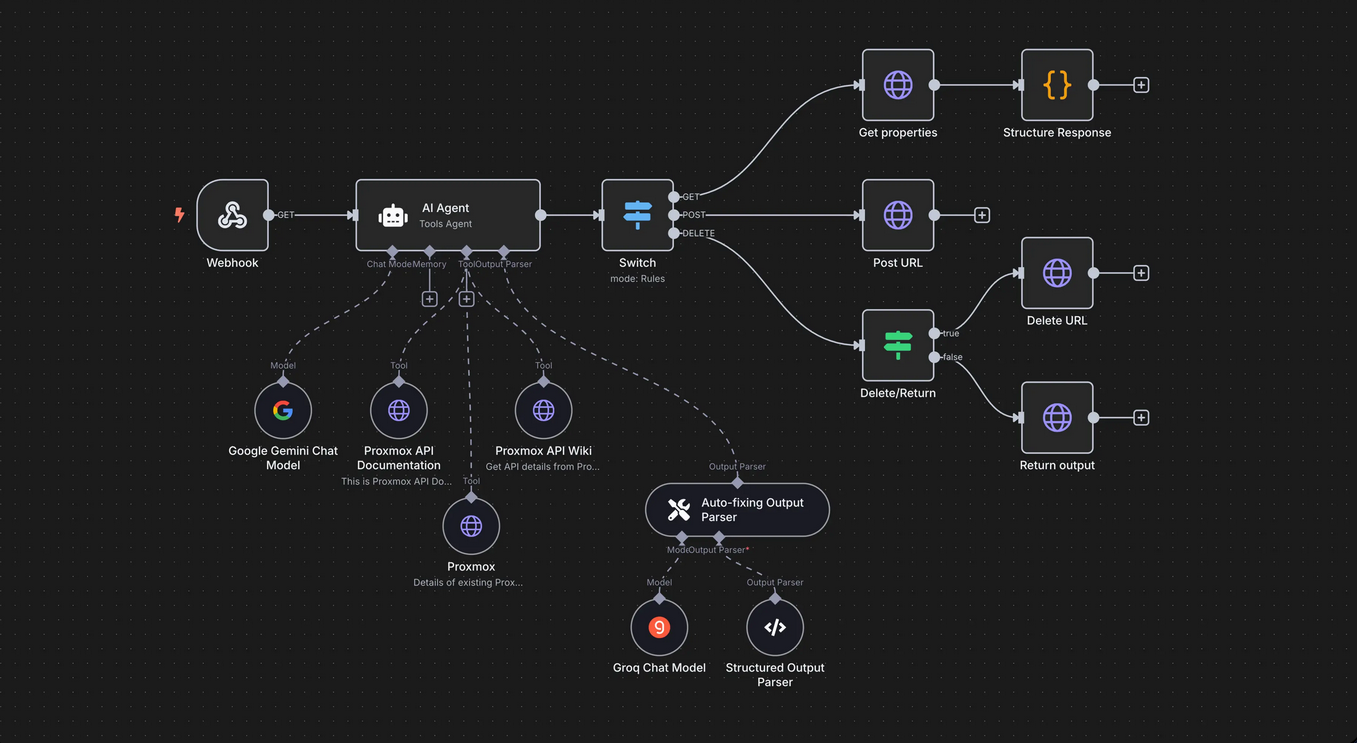 Get properties
Structure Response
Webhook
GET
AI Agent
Tools Agent
Chat Mode
Memory
Tool
Output Parser
Switch
mode: Rules
GET
POST
DELETE
Post URL
Delete URL
Delete/Return
true
false
Return output
Model
Google Gemini Chat
Model
Tool
Proxmox API
Documentation
This is Proxmox API Do...
Tool
Proxmox API Wiki
Get API details from Pro...
Tool
Proxmox
Details of existing Prox...
Output Parser
Auto-fixing Output
Parser
Mode
Output Parser*
Model
Groq Chat Model
Output Parser
Structured Output
Parser